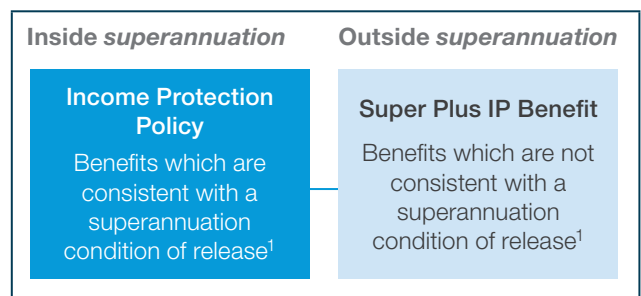 Inside superannuation
Outside superannuation
Income Protection
Policy
Benefits which are
consistent with a
superannuation
condition of release¹
Super Plus IP Benefit
Benefits which are not
consistent with a
superannuation
condition of release¹